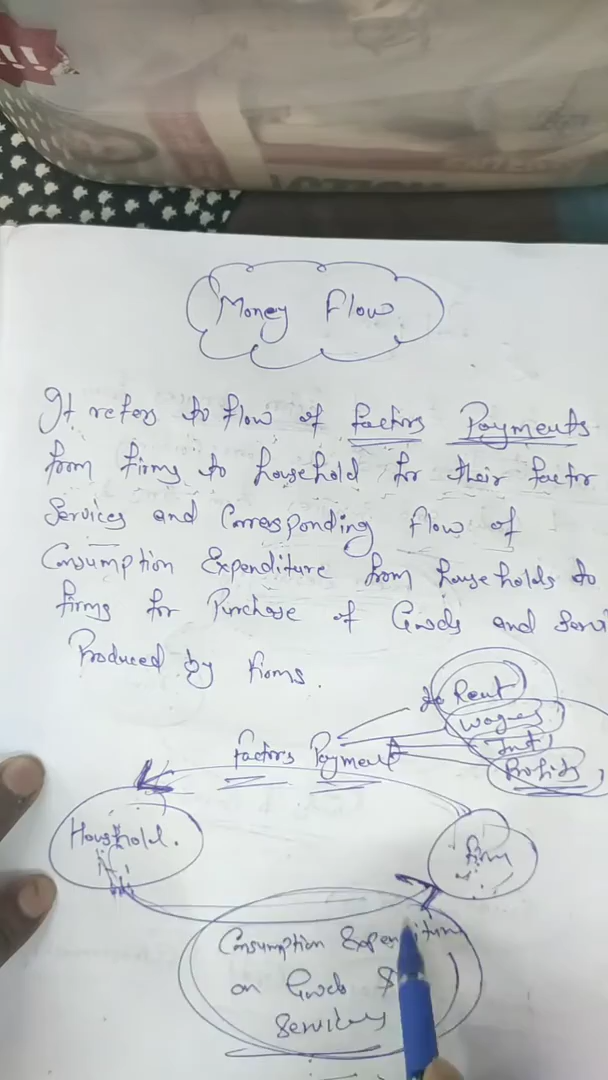 !!!
Money Flow
It refers to flow of factors Payments
from firms to household for their factor
Services and Corresponding flow of
Consumption Expenditure from households to
firms for Purchase of Goods and Servi
Produced by firms.
Rent
Wages
Int
Profits
Factors Payment
Household.
firm
Consumption Expenditure
on Goods &
Services